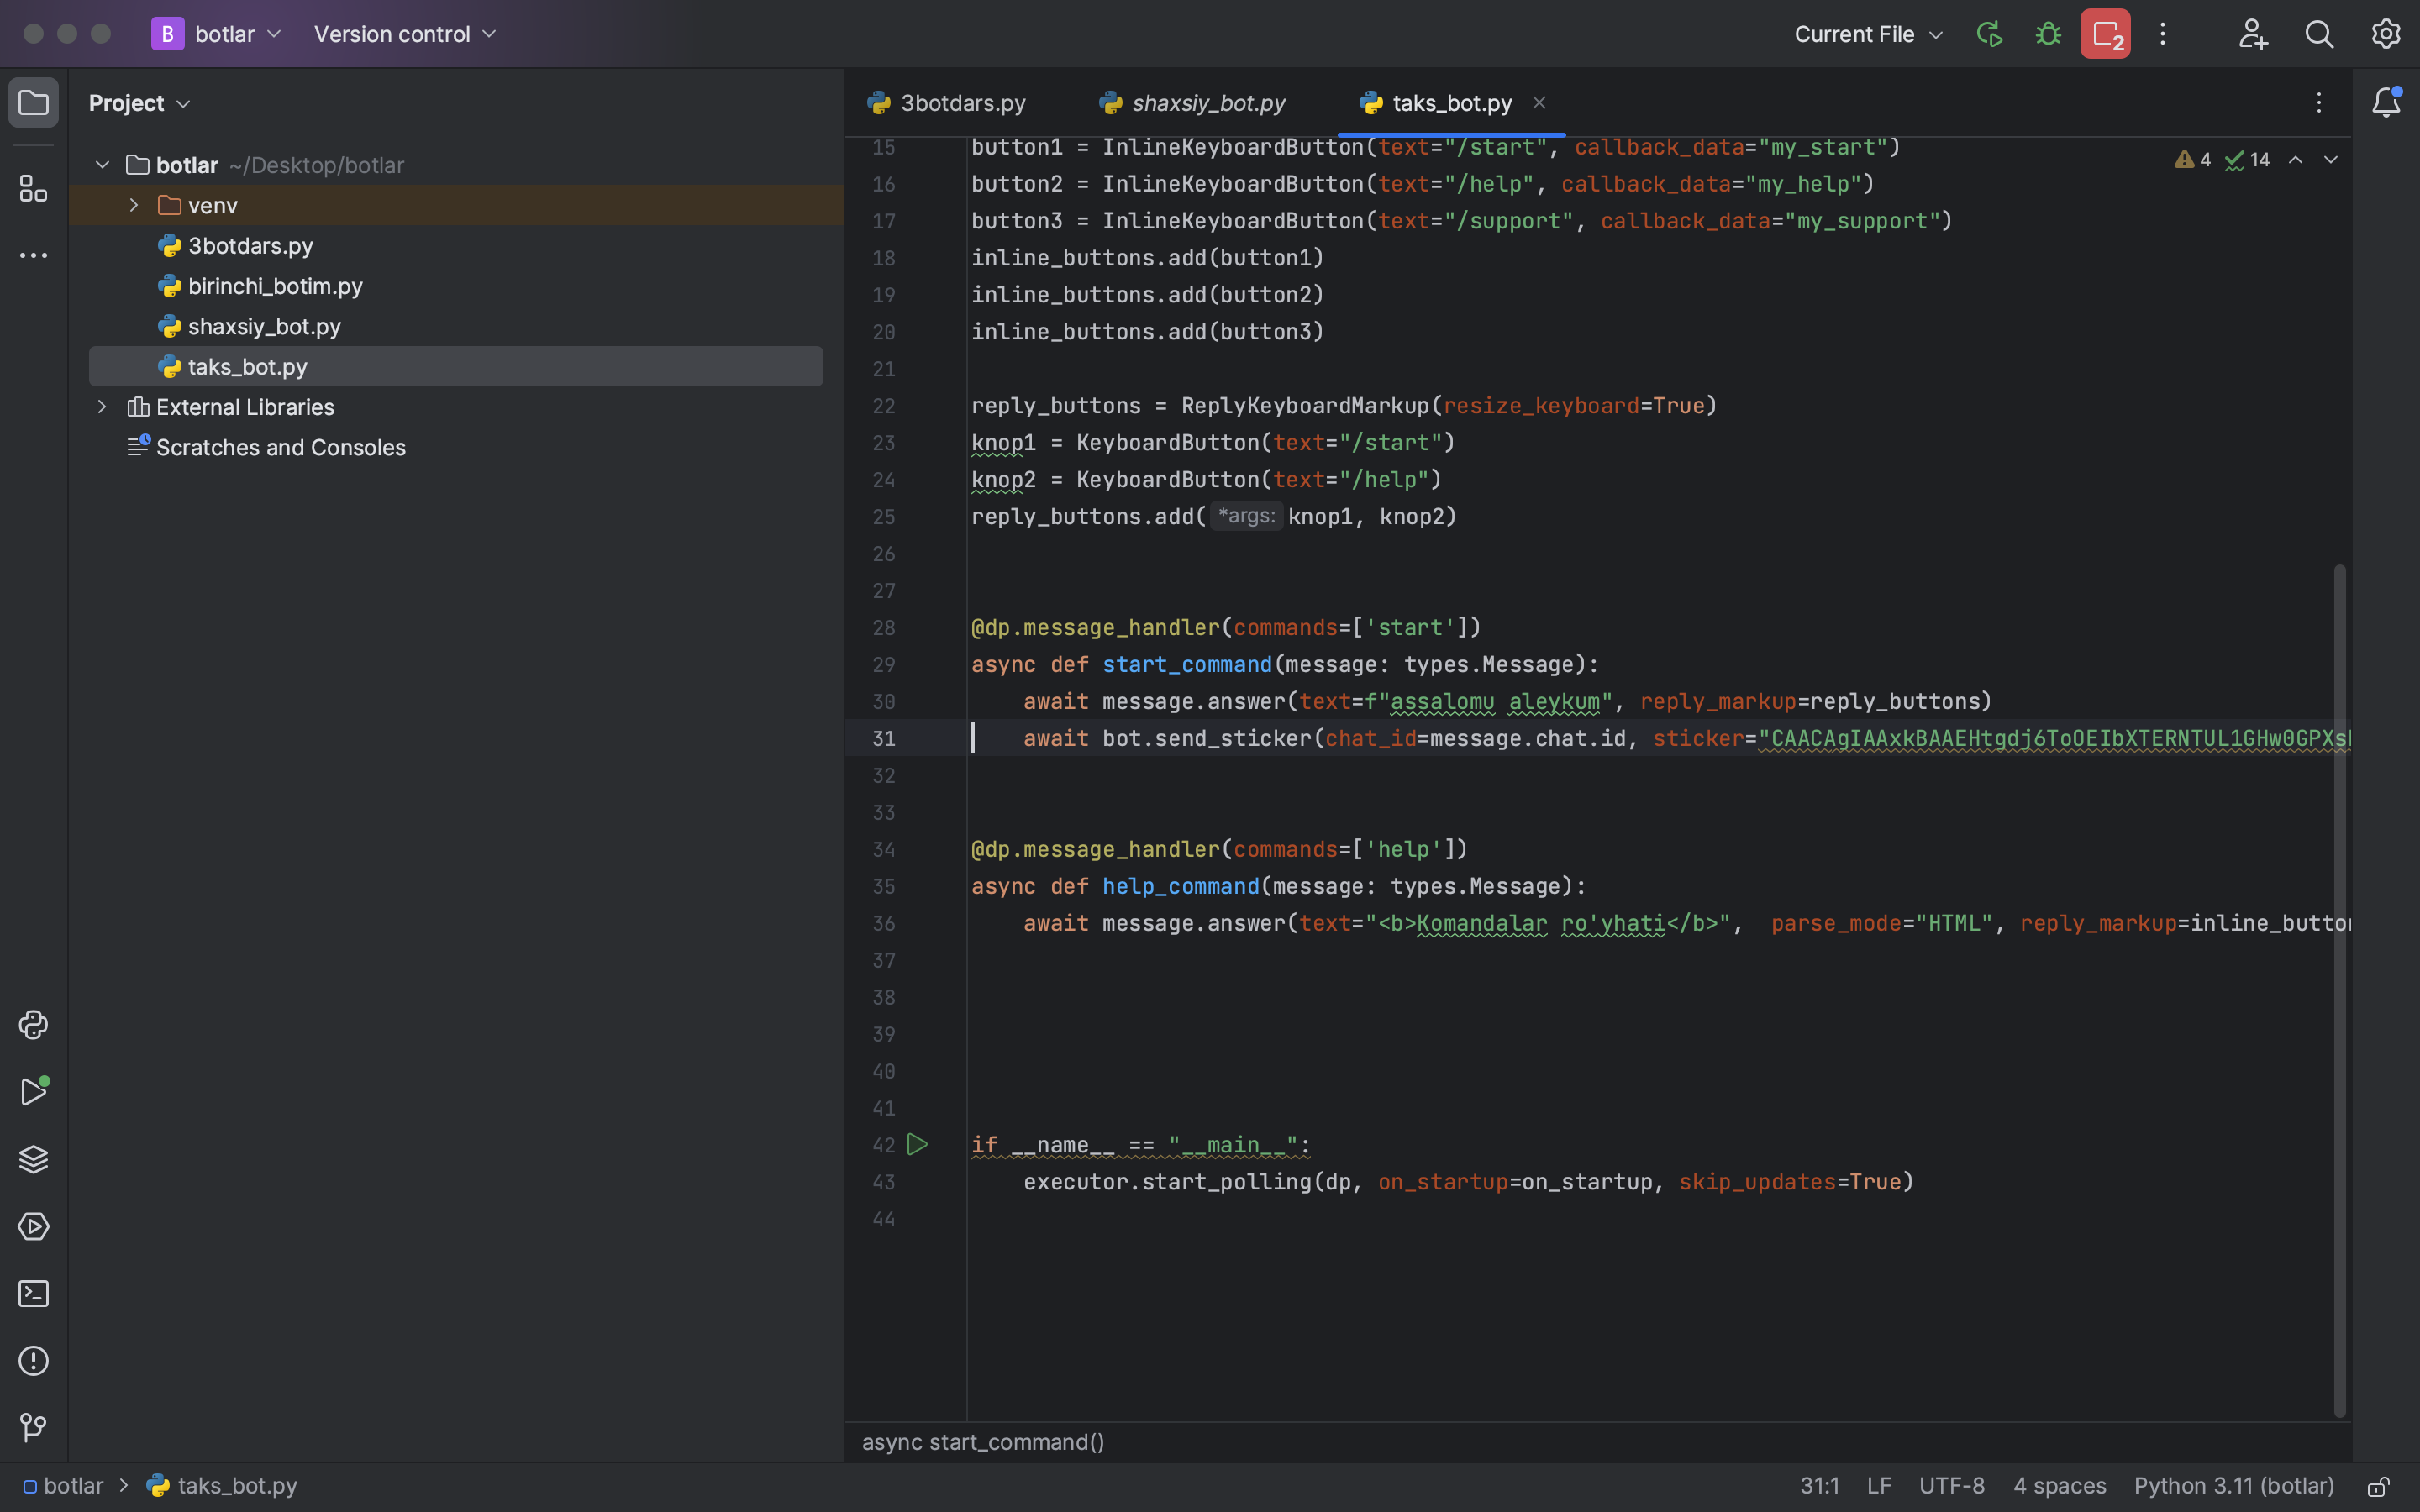 B botlar Version control Current File 2
Project
botlar ~/Desktop/botlar
venv
3botdars.py
birinchi_botim.py
shaxsiy_bot.py
taks_bot.py
External Libraries
Scratches and Consoles
3botdars.py shaxsiy_bot.py taks_bot.py
4 14
15 button1 = InlineKeyboardButton(text="/start", callback_data="my_start")
16 button2 = InlineKeyboardButton(text="/help", callback_data="my_help")
17 button3 = InlineKeyboardButton(text="/support", callback_data="my_support")
18 inline_buttons.add(button1)
19 inline_buttons.add(button2)
20 inline_buttons.add(button3)
21
22 reply_buttons = ReplyKeyboardMarkup(resize_keyboard=True)
23 knop1 = KeyboardButton(text="/start")
24 knop2 = KeyboardButton(text="/help")
25 reply_buttons.add( *args: knop1, knop2)
26
27
28 @dp.message_handler(commands=['start'])
29 async def start_command(message: types.Message):
30 await message.answer(text=f"assalomu aleykum", reply_markup=reply_buttons)
31 await bot.send_sticker(chat_id=message.chat.id, sticker="CAACAgIAAxkBAAEHtgdj6ToOEIbXTERNTUL1GHw0GPXs
32
33
34 @dp.message_handler(commands=['help'])
35 async def help_command(message: types.Message):
36 await message.answer(text="<b>Komandalar ro'yhati</b>",  parse_mode="HTML", reply_markup=inline_butto
37
38
39
40
41
42 if __name__ == "__main__":
43 executor.start_polling(dp, on_startup=on_startup, skip_updates=True)
44
async start_command()
botlar > taks_bot.py 31:1 LF UTF-8 4 spaces Python 3.11 (botlar)